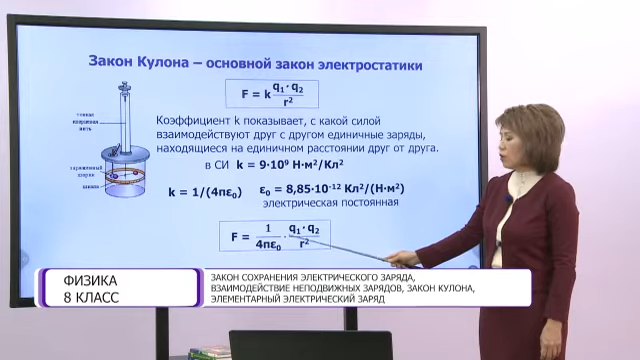 Закон Кулона – основной закон электростатики
F = k q₁·q₂/r²
тонкая
нить
Коэффициент k показывает, с какой силой
взаимодействуют друг с другом единичные заряды,
находящиеся на единичном расстоянии друг от друга.
в СИ k = 9·10⁹ Н·м²/Кл²
k = 1/(4πε₀) ε₀ = 8,85·10⁻¹² Кл²/(Н·м²)
электрическая постоянная
F = 1/4πε₀ · q₁·q₂/r²
ФИЗИКА
8 КЛАСС
ЗАКОН СОХРАНЕНИЯ ЭЛЕКТРИЧЕСКОГО ЗАРЯДА,
ВЗАИМОДЕЙСТВИЕ НЕПОДВИЖНЫХ ЗАРЯДОВ, ЗАКОН КУЛОНА,
ЭЛЕМЕНТАРНЫЙ ЭЛЕКТРИЧЕСКИЙ ЗАРЯД